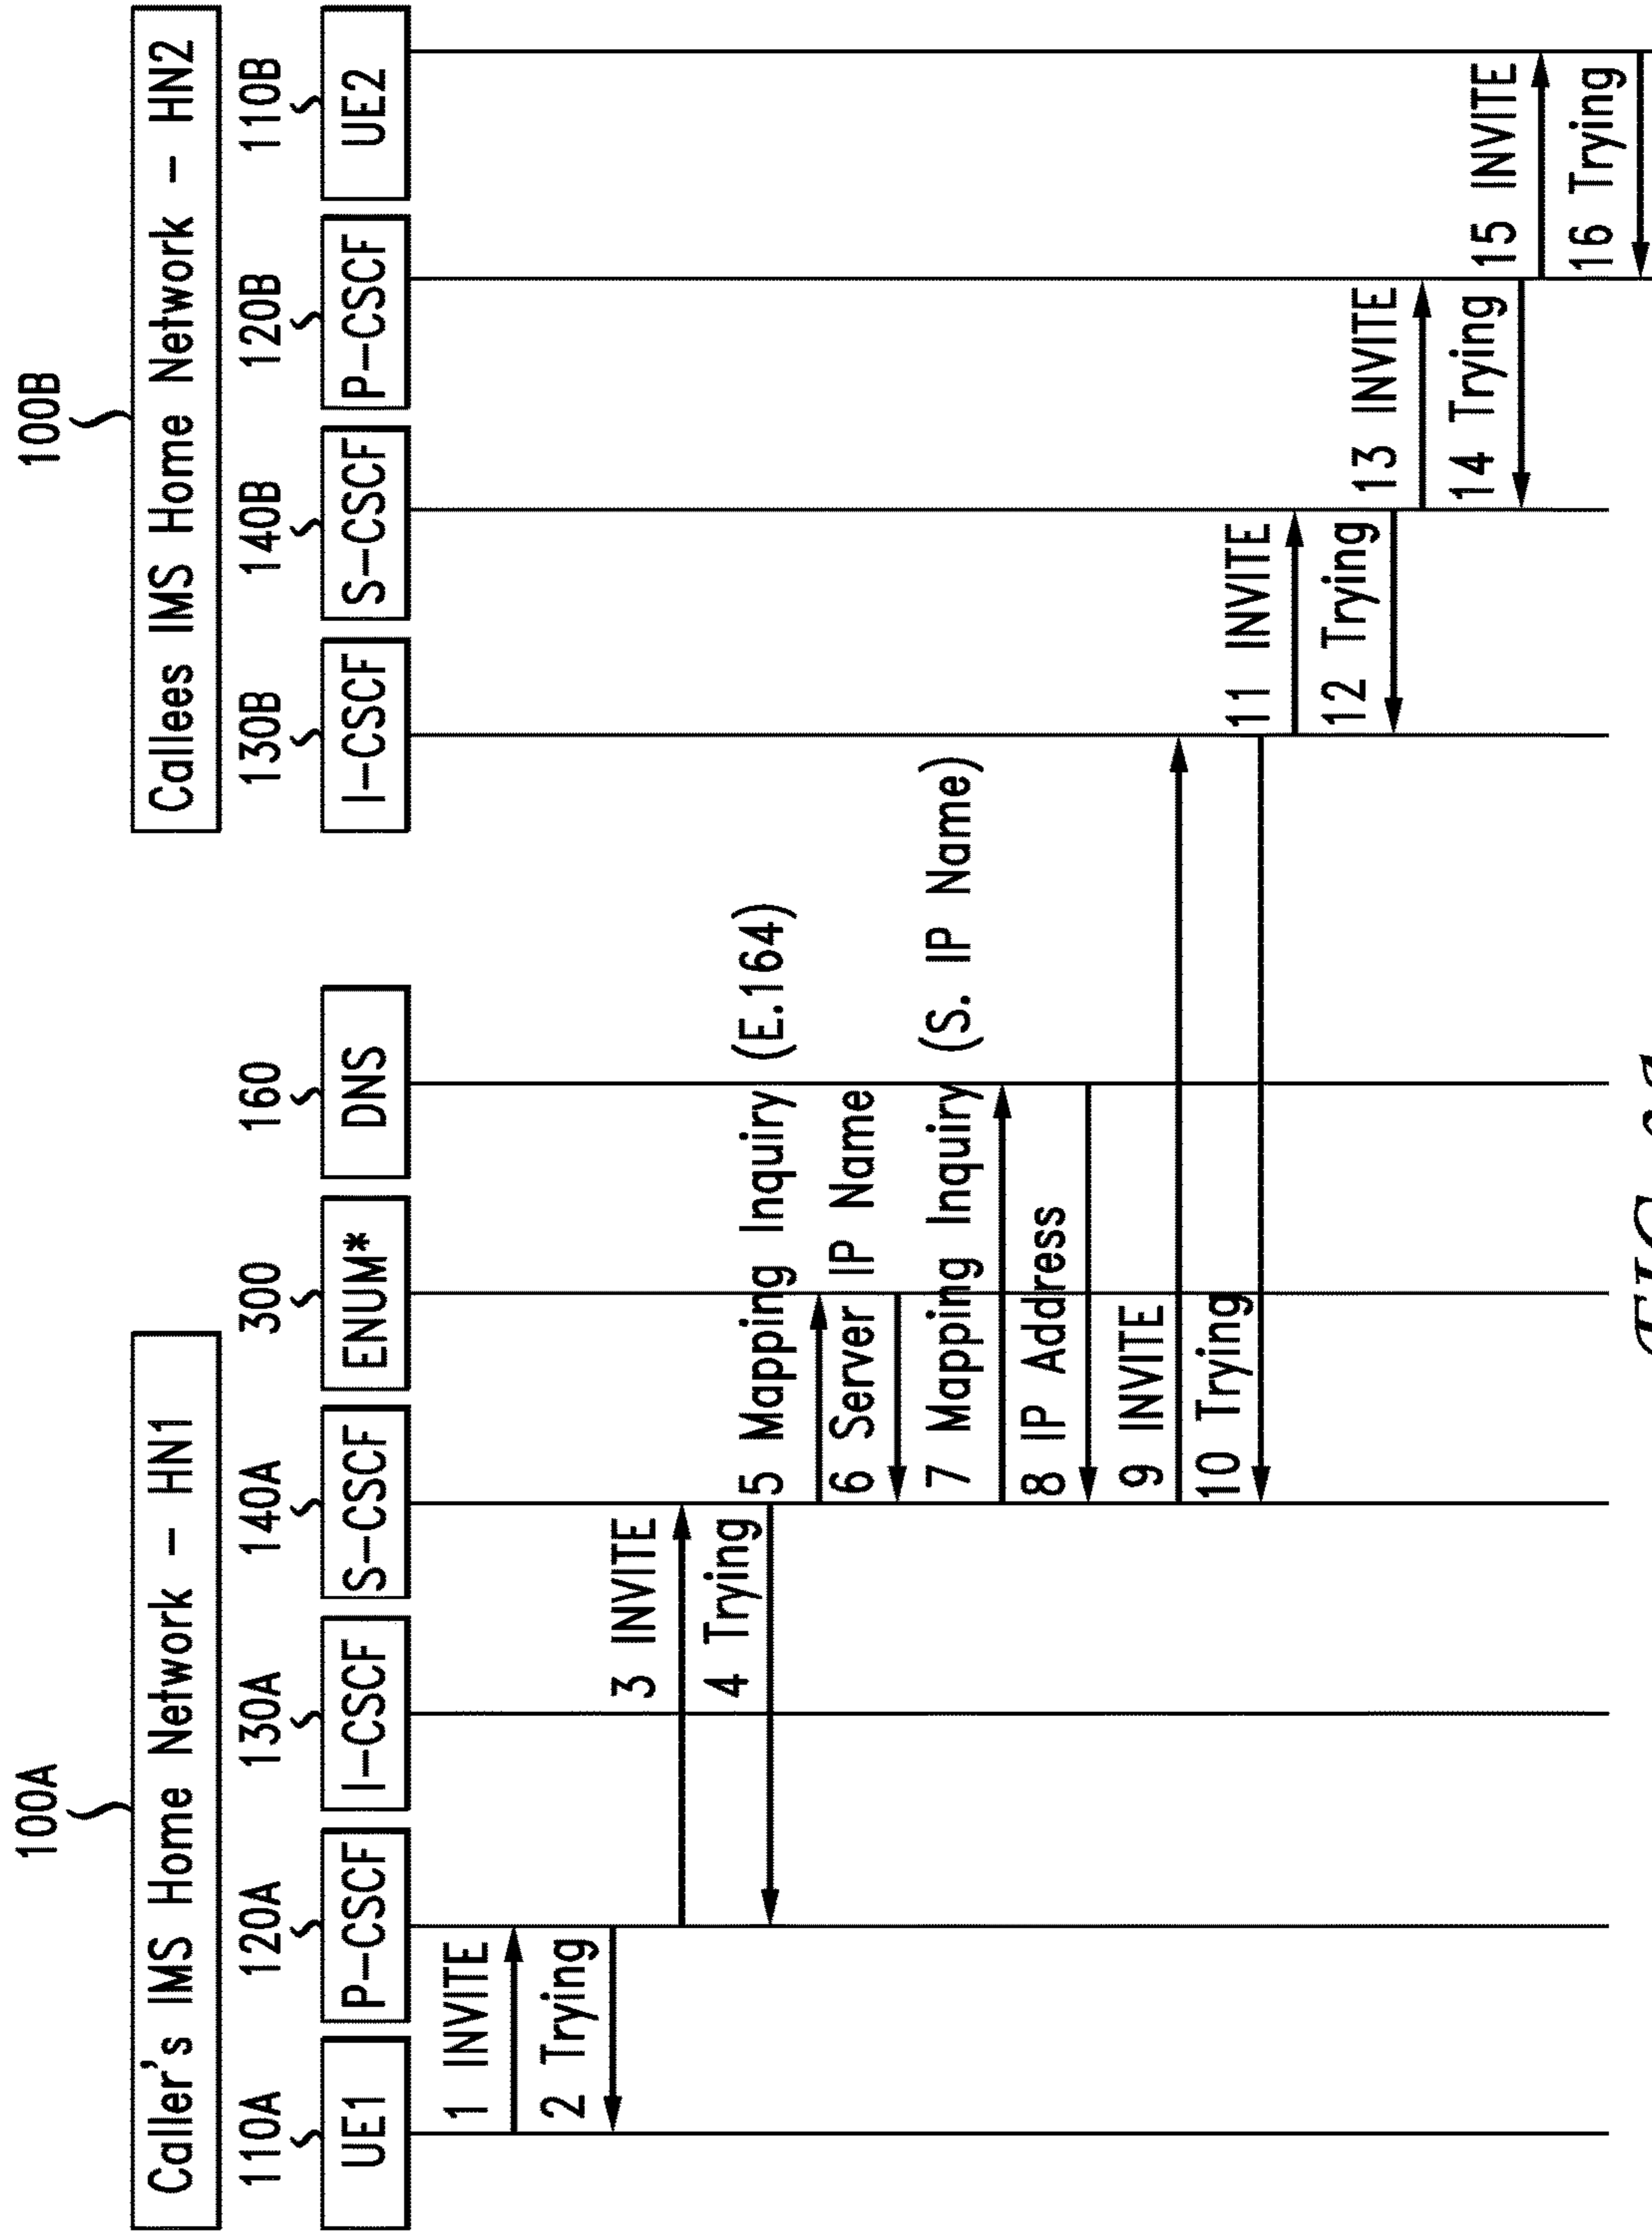 100A
100B
Caller's IMS Home Network – HN1
Callees IMS Home Network – HN2
110A
120A
130A
140A
300
160
130B
140B
120B
110B
UE1
P–CSCF
I–CSCF
S–CSCF
ENUM*
DNS
I–CSCF
S–CSCF
P–CSCF
UE2
1 INVITE
2 Trying
3 INVITE
4 Trying
5 Mapping Inquiry (E.164)
6 Server IP Name
7 Mapping Inquiry (S. IP Name)
8 IP Address
9 INVITE
10 Trying
11 INVITE
12 Trying
13 INVITE
14 Trying
15 INVITE
16 Trying